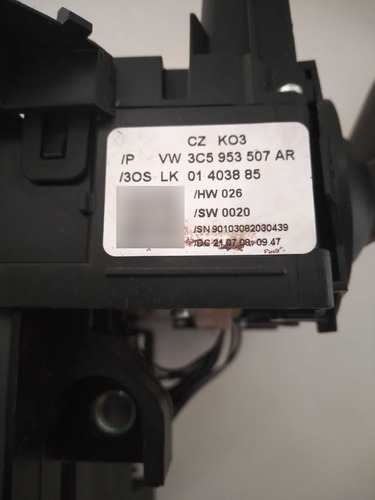 CZ KO3
/P VW 3C5 953 507 AR
/3OS LK 01 4038 85
/HW 026
/SW 0020
/SN 90103082030439
/DC 21.07.08. 09.47